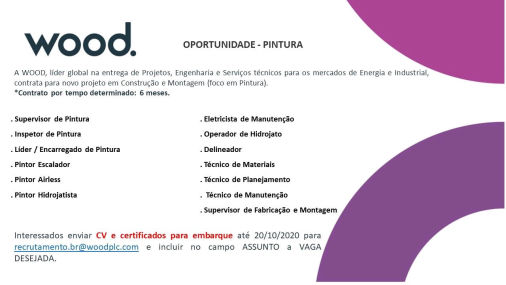 wood.
OPORTUNIDADE - PINTURA
A WOOD, líder global na entrega de Projetos, Engenharia e Serviços técnicos para os mercados de Energia e Industrial,
contrata para novo projeto em Construção e Montagem (foco em Pintura).
*Contrato por tempo determinado: 6 meses.
. Supervisor de Pintura
. Inspetor de Pintura
. Líder / Encarregado de Pintura
. Pintor Escalador
. Pintor Airless
. Pintor Hidrojatista
. Eletricista de Manutenção
. Operador de Hidrojato
. Delineador
. Técnico de Materiais
. Técnico de Planejamento
. Técnico de Manutenção
. Supervisor de Fabricação e Montagem
Interessados enviar CV e certificados para embarque até 20/10/2020 para
recrutamento.br@woodplc.com e incluir no campo ASSUNTO a VAGA
DESEJADA.